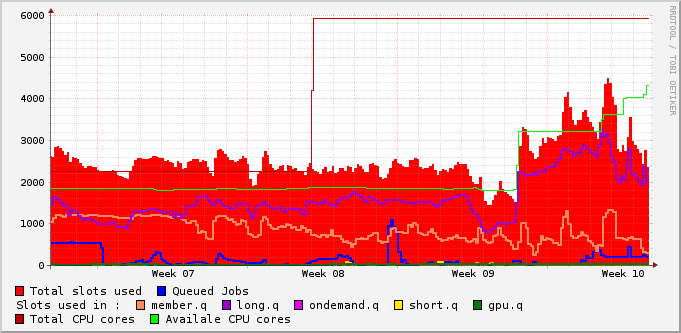 6000
5000
4000
3000
2000
1000
0
Week 07 Week 08 Week 09 Week 10
RRDTOOL / TOBI OETIKER
Total slots used Queued Jobs
Slots used in : member.q long.q ondemand.q short.q gpu.q
Total CPU cores Availale CPU cores